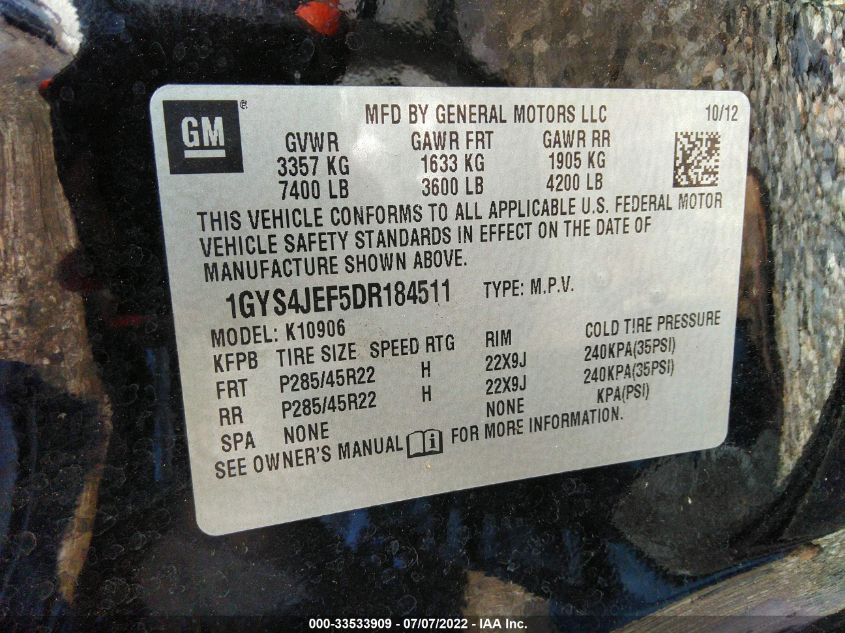 GM ®
MFD BY GENERAL MOTORS LLC 10/12
GVWR GAWR FRT GAWR RR
3357 KG 1633 KG 1905 KG
7400 LB 3600 LB 4200 LB
THIS VEHICLE CONFORMS TO ALL APPLICABLE U.S. FEDERAL MOTOR
VEHICLE SAFETY STANDARDS IN EFFECT ON THE DATE OF
MANUFACTURE SHOWN ABOVE.
1GYS4JEF5DR184511 TYPE: M.P.V.
MODEL: K10906
KFPB TIRE SIZE SPEED RTG RIM COLD TIRE PRESSURE
FRT P285/45R22 H 22X9J 240KPA(35PSI)
RR P285/45R22 H 22X9J 240KPA(35PSI)
SPA NONE NONE KPA(PSI)
SEE OWNER'S MANUAL i FOR MORE INFORMATION.
000-33533909 - 07/07/2022 - © IAA Inc.